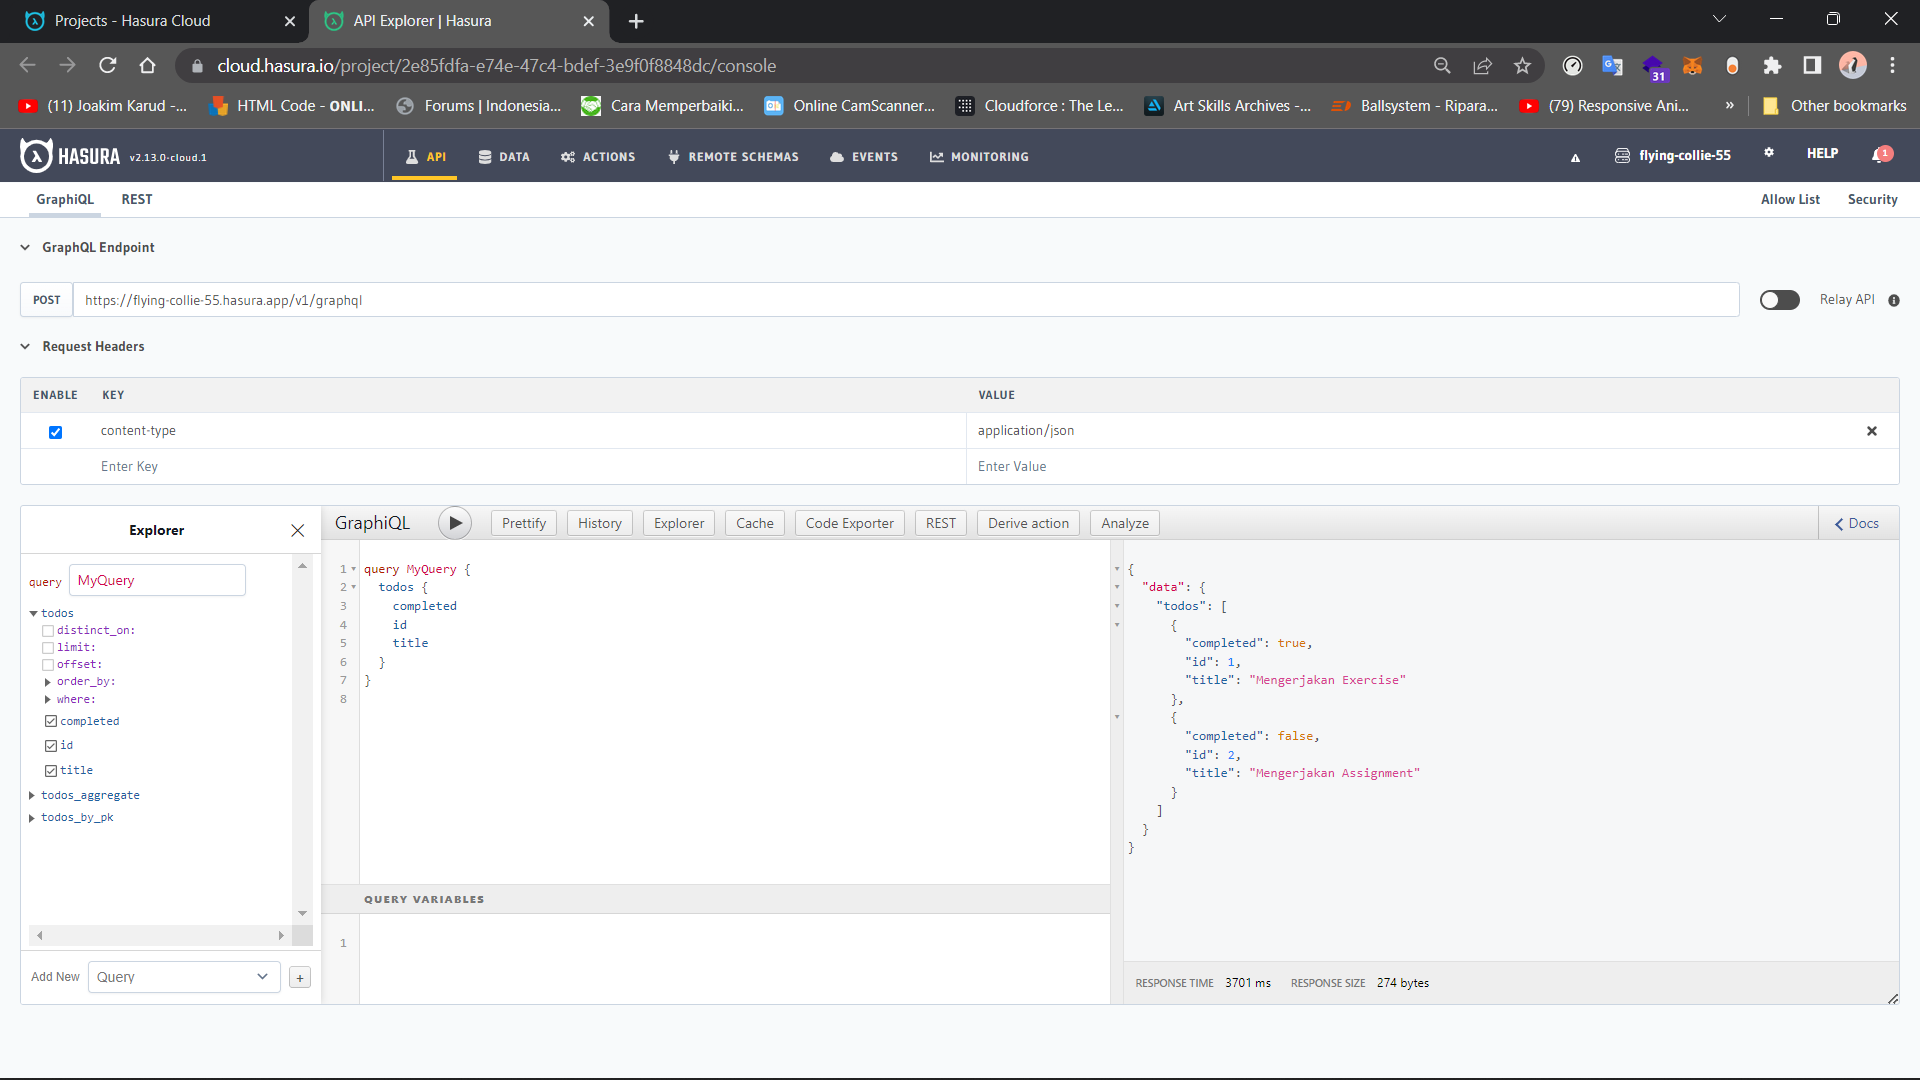 Projects - Hasura Cloud
API Explorer | Hasura
cloud.hasura.io/project/2e85fdfa-e74e-47c4-bdef-3e9f0f8848dc/console
31
(11) Joakim Karud -...
HTML Code - ONLI...
Forums | Indonesia...
Cara Memperbaiki...
Online CamScanner...
Cloudforce : The Le...
Art Skills Archives -...
Ballsystem - Ripara...
(79) Responsive Ani...
»
Other bookmarks
HASURA v2.13.0-cloud.1
API
DATA
ACTIONS
REMOTE SCHEMAS
EVENTS
MONITORING
flying-collie-55
HELP
1
GraphiQL
REST
Allow List
Security
GraphQL Endpoint
POST
https://flying-collie-55.hasura.app/v1/graphql
Relay API
Request Headers
ENABLE KEY VALUE
content-type application/json
Enter Key Enter Value
Explorer
GraphiQL
Prettify
History
Explorer
Cache
Code Exporter
REST
Derive action
Analyze
Docs
query MyQuery
todos
distinct_on:
limit:
offset:
order_by:
where:
completed
id
title
todos_aggregate
todos_by_pk
Add New Query +
1 query MyQuery {
2 todos {
3 completed
4 id
5 title
6 }
7 }
8
QUERY VARIABLES
1
{
"data": {
"todos": [
{
"completed": true,
"id": 1,
"title": "Mengerjakan Exercise"
},
{
"completed": false,
"id": 2,
"title": "Mengerjakan Assignment"
}
]
}
}
RESPONSE TIME 3701 ms RESPONSE SIZE 274 bytes